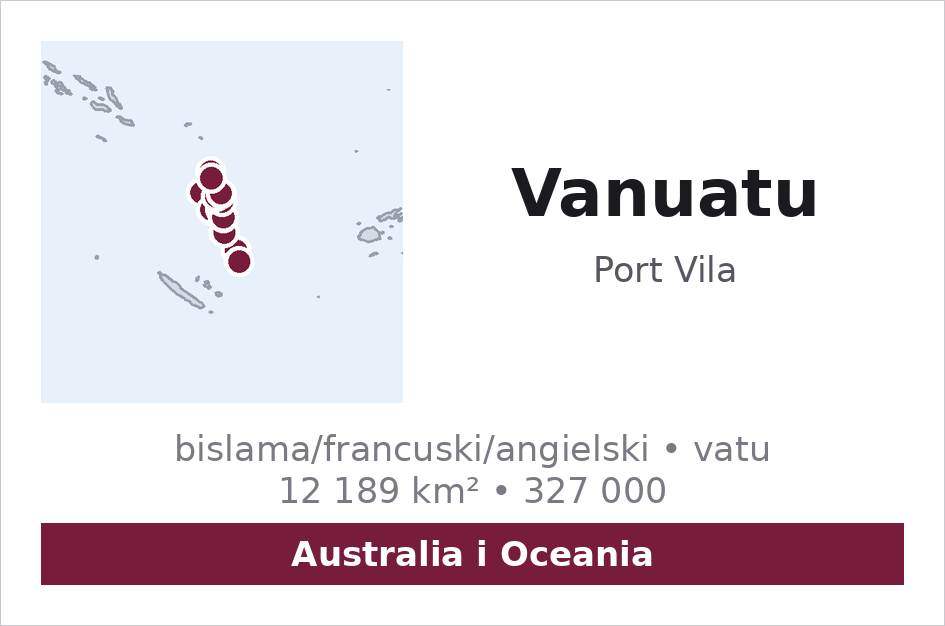 Vanuatu
Port Vila
bislama/francuski/angielski • vatu
12 189 km² • 327 000
Australia i Oceania